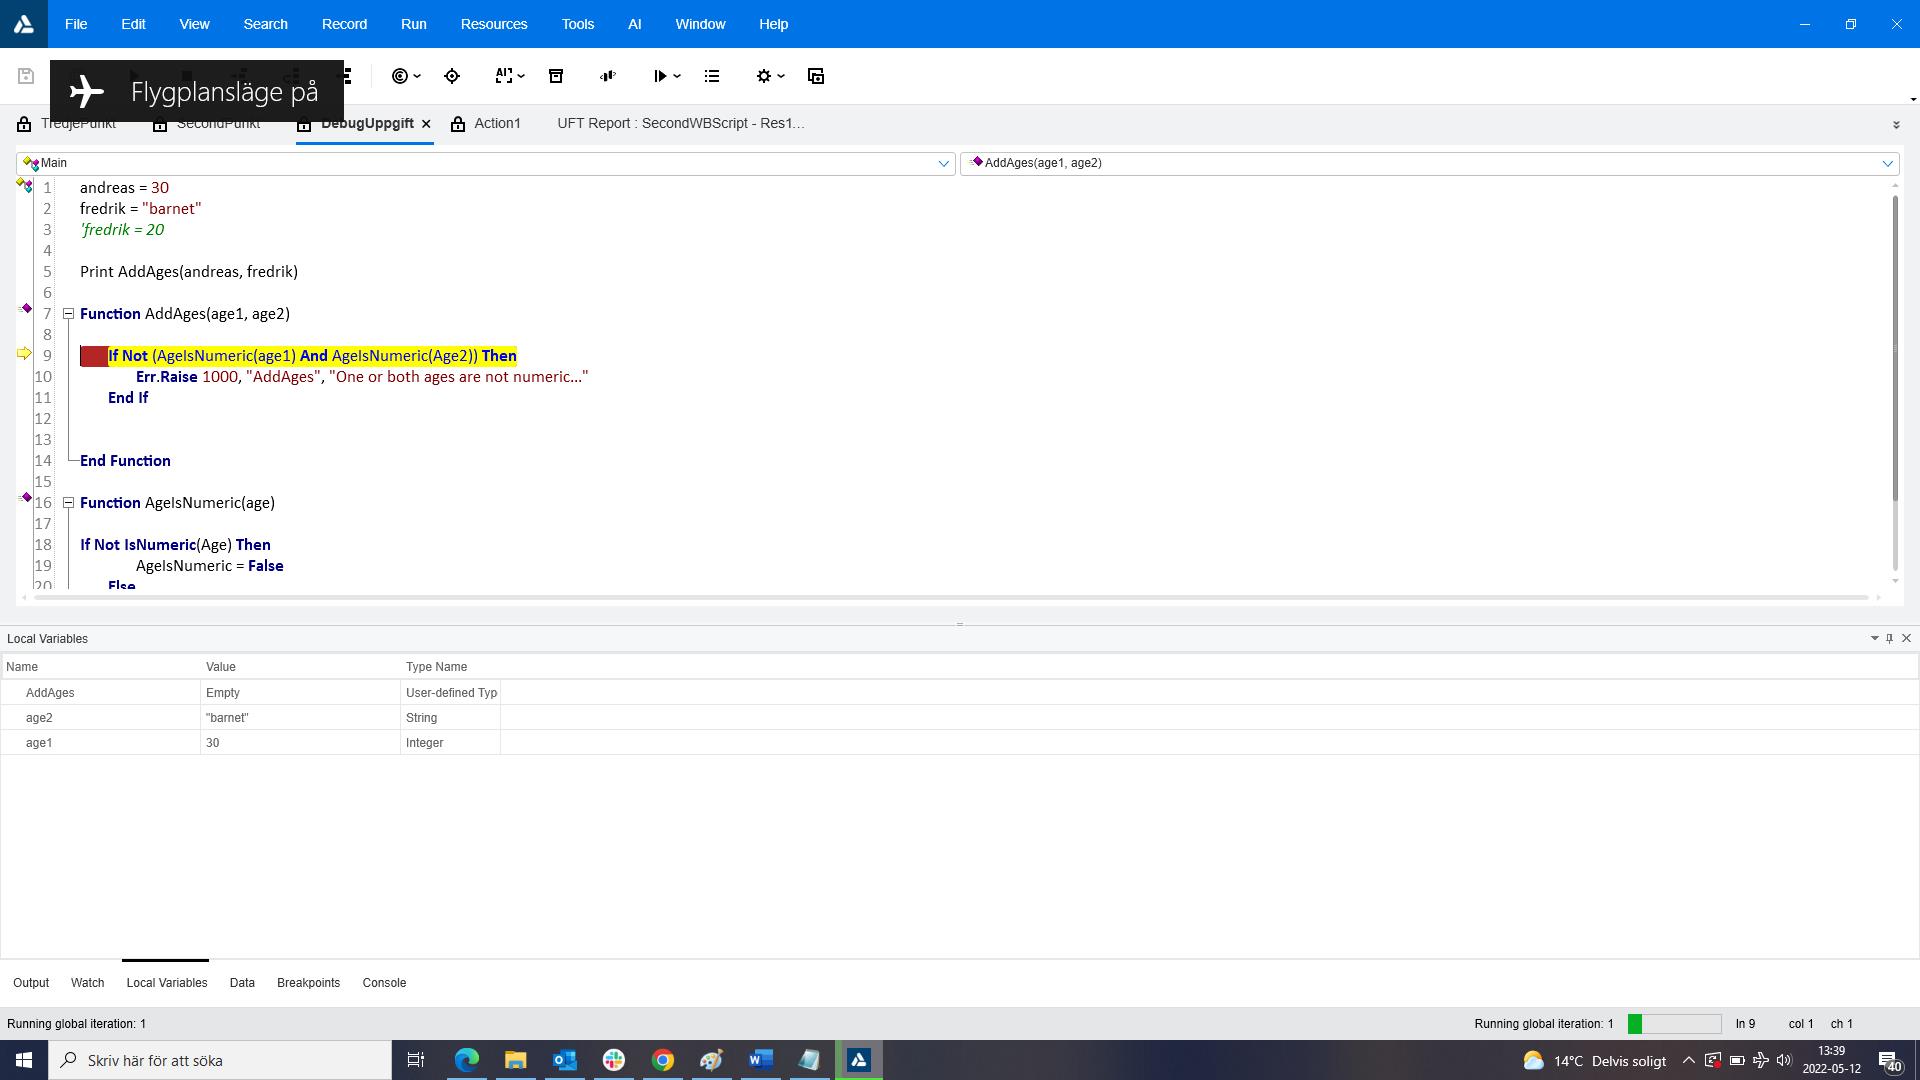 File Edit View Search Record Run Resources Tools AI Window Help
Flygplansläge på
TredjePunkt SecondPunkt DebugUppgift Action1 UFT Report : SecondWBScript - Res1...
Main AddAges(age1, age2)
1 andreas = 30
2 fredrik = "barnet"
3 'fredrik = 20
4
5 Print AddAges(andreas, fredrik)
6
7 Function AddAges(age1, age2)
8
9 If Not (AgeIsNumeric(age1) And AgeIsNumeric(Age2)) Then
10 Err.Raise 1000, "AddAges", "One or both ages are not numeric..."
11 End If
12
13
14 End Function
15
16 Function AgeIsNumeric(age)
17
18 If Not IsNumeric(Age) Then
19 AgeIsNumeric = False
20 Else
Local Variables
Name Value Type Name
AddAges Empty User-defined Typ
age2 "barnet" String
age1 30 Integer
Output Watch Local Variables Data Breakpoints Console
Running global iteration: 1 Running global iteration: 1 ln 9 col 1 ch 1
Skriv här för att söka 14°C Delvis soligt 13:39
2022-05-12 40